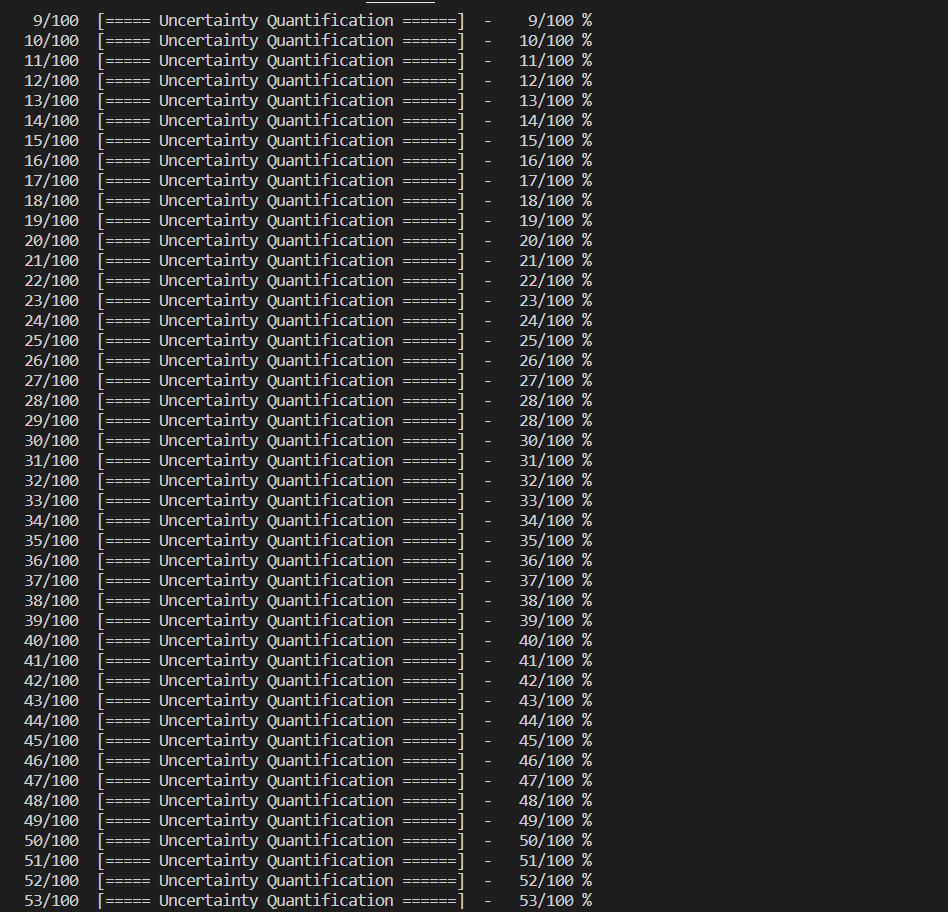 9/100 [===== Uncertainty Quantification ======] - 9/100 %
10/100 [===== Uncertainty Quantification ======] - 10/100 %
11/100 [===== Uncertainty Quantification ======] - 11/100 %
12/100 [===== Uncertainty Quantification ======] - 12/100 %
13/100 [===== Uncertainty Quantification ======] - 13/100 %
14/100 [===== Uncertainty Quantification ======] - 14/100 %
15/100 [===== Uncertainty Quantification ======] - 15/100 %
16/100 [===== Uncertainty Quantification ======] - 16/100 %
17/100 [===== Uncertainty Quantification ======] - 17/100 %
18/100 [===== Uncertainty Quantification ======] - 18/100 %
19/100 [===== Uncertainty Quantification ======] - 19/100 %
20/100 [===== Uncertainty Quantification ======] - 20/100 %
21/100 [===== Uncertainty Quantification ======] - 21/100 %
22/100 [===== Uncertainty Quantification ======] - 22/100 %
23/100 [===== Uncertainty Quantification ======] - 23/100 %
24/100 [===== Uncertainty Quantification ======] - 24/100 %
25/100 [===== Uncertainty Quantification ======] - 25/100 %
26/100 [===== Uncertainty Quantification ======] - 26/100 %
27/100 [===== Uncertainty Quantification ======] - 27/100 %
28/100 [===== Uncertainty Quantification ======] - 28/100 %
29/100 [===== Uncertainty Quantification ======] - 28/100 %
30/100 [===== Uncertainty Quantification ======] - 30/100 %
31/100 [===== Uncertainty Quantification ======] - 31/100 %
32/100 [===== Uncertainty Quantification ======] - 32/100 %
33/100 [===== Uncertainty Quantification ======] - 33/100 %
34/100 [===== Uncertainty Quantification ======] - 34/100 %
35/100 [===== Uncertainty Quantification ======] - 35/100 %
36/100 [===== Uncertainty Quantification ======] - 36/100 %
37/100 [===== Uncertainty Quantification ======] - 37/100 %
38/100 [===== Uncertainty Quantification ======] - 38/100 %
39/100 [===== Uncertainty Quantification ======] - 39/100 %
40/100 [===== Uncertainty Quantification ======] - 40/100 %
41/100 [===== Uncertainty Quantification ======] - 41/100 %
42/100 [===== Uncertainty Quantification ======] - 42/100 %
43/100 [===== Uncertainty Quantification ======] - 43/100 %
44/100 [===== Uncertainty Quantification ======] - 44/100 %
45/100 [===== Uncertainty Quantification ======] - 45/100 %
46/100 [===== Uncertainty Quantification ======] - 46/100 %
47/100 [===== Uncertainty Quantification ======] - 47/100 %
48/100 [===== Uncertainty Quantification ======] - 48/100 %
49/100 [===== Uncertainty Quantification ======] - 49/100 %
50/100 [===== Uncertainty Quantification ======] - 50/100 %
51/100 [===== Uncertainty Quantification ======] - 51/100 %
52/100 [===== Uncertainty Quantification ======] - 52/100 %
53/100 [===== Uncertainty Quantification ======] - 53/100 %